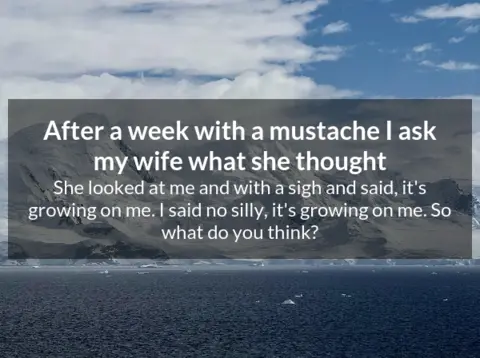 After a week with a mustache I ask
my wife what she thought
She looked at me and with a sigh and said, it's
growing on me. I said no silly, it's growing on me. So
what do you think?